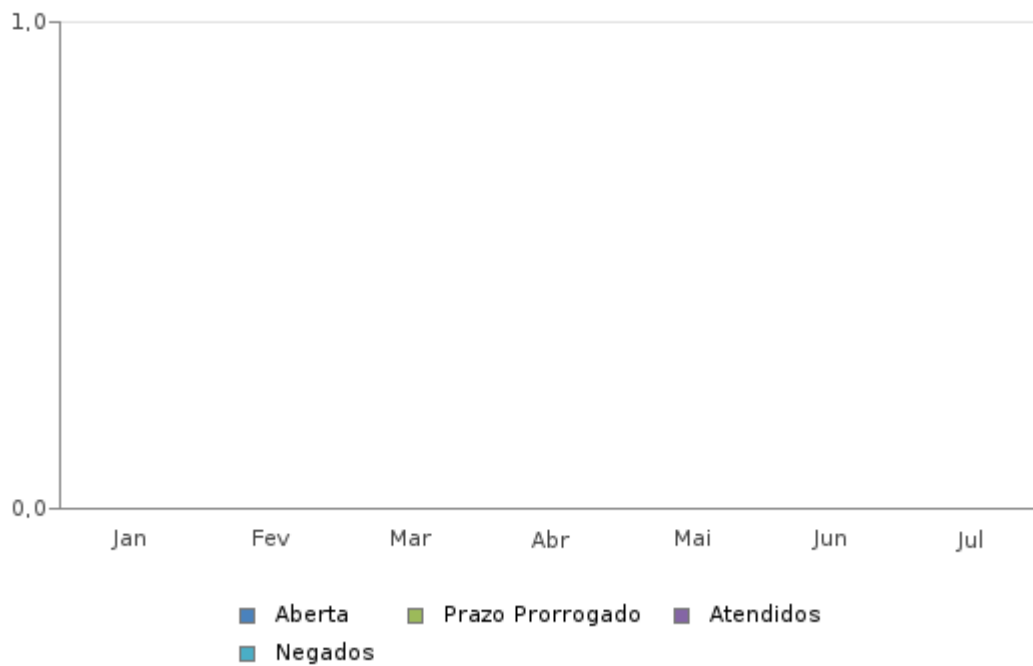 1,0
0,0
Jan Fev Mar Abr Mai Jun Jul
Aberta Prazo Prorrogado Atendidos
Negados